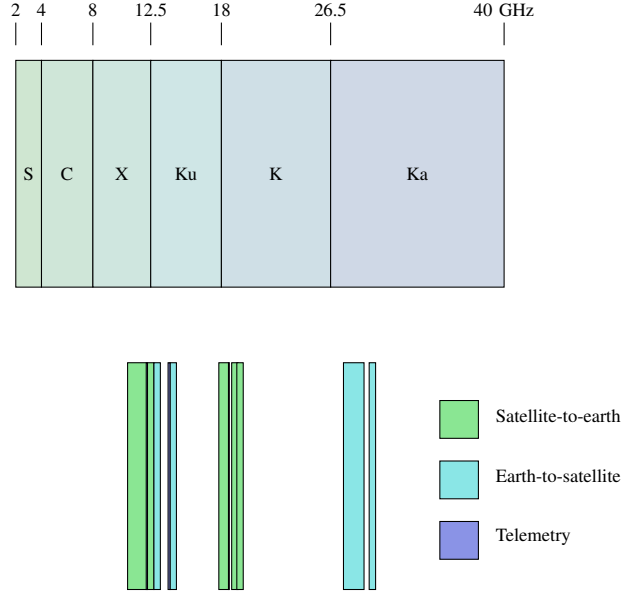 2 4 8 12.5 18 26.5 40 GHz
S C X Ku K Ka
Satellite-to-earth
Earth-to-satellite
Telemetry